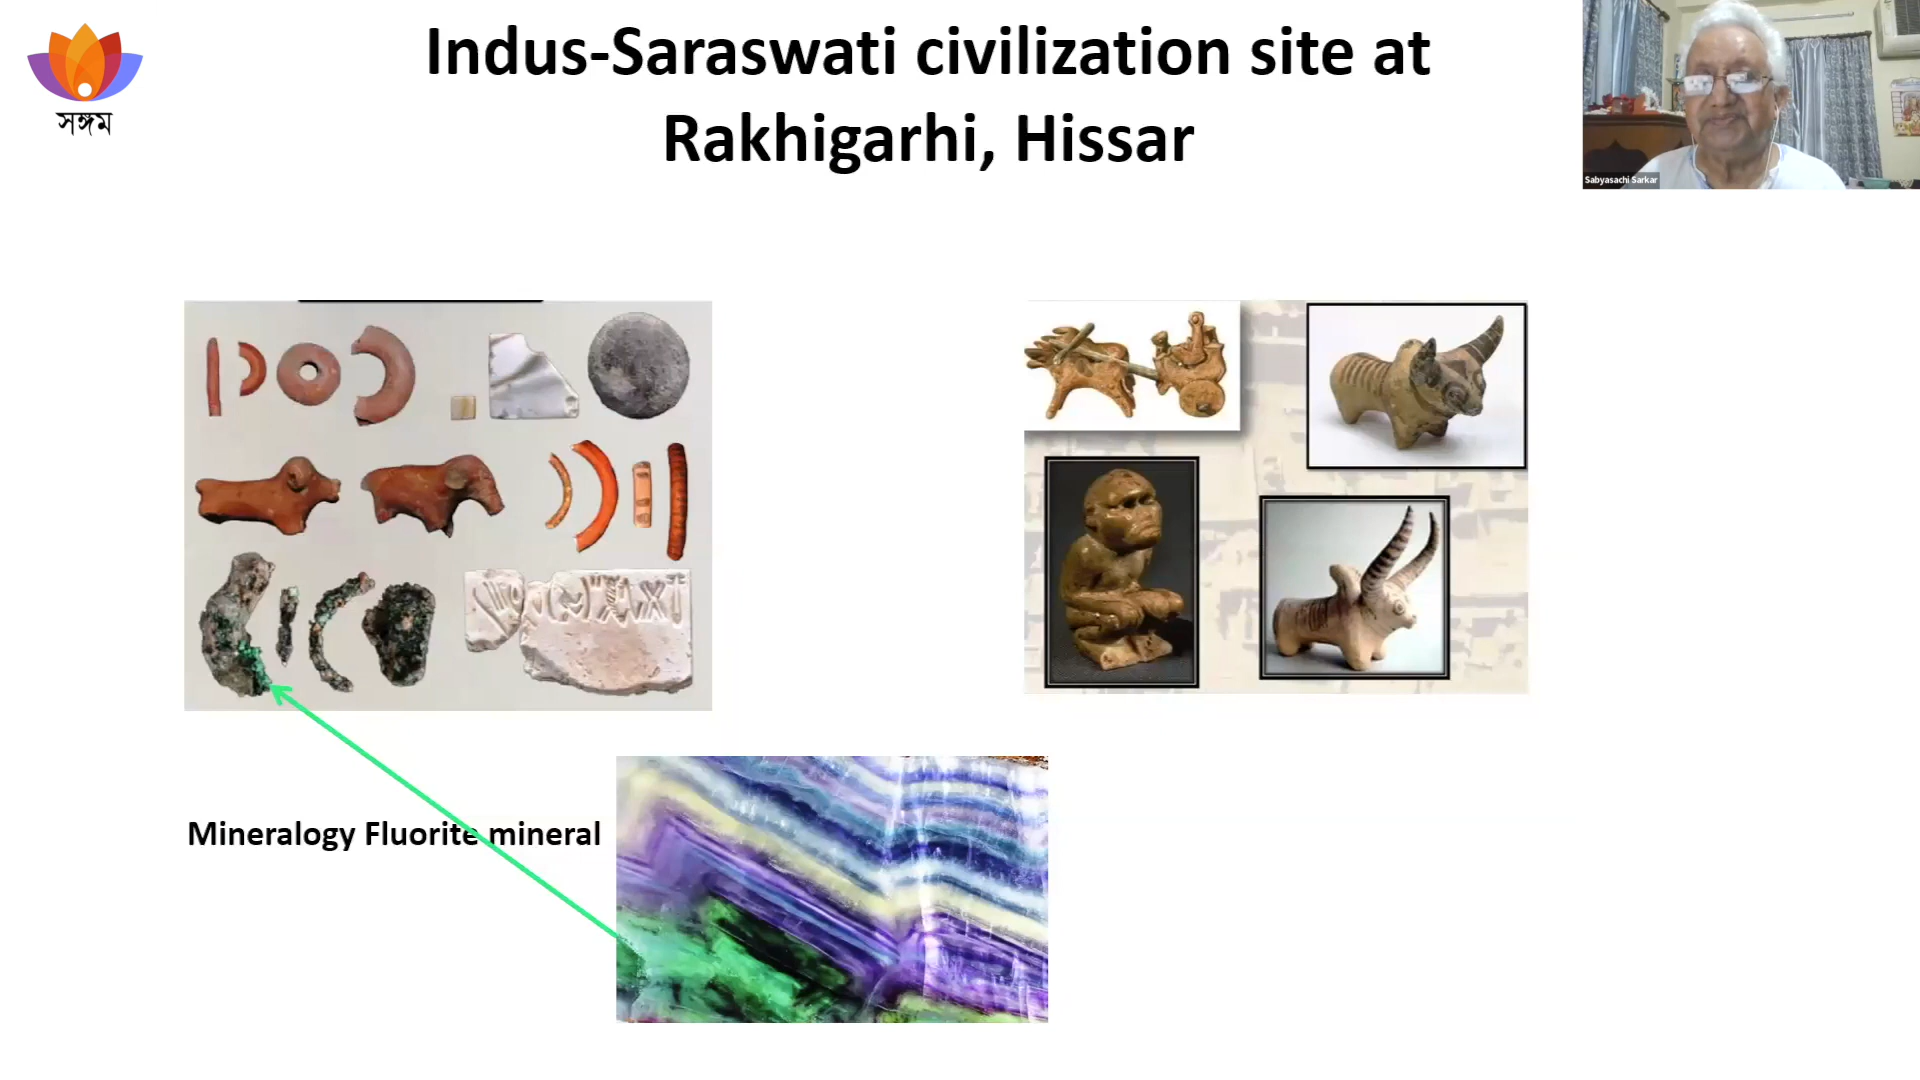 Indus-Saraswati civilization site at
Rakhigarhi, Hissar
সঙ্গম
Sabyasachi Sarkar
Mineralogy Fluorite mineral